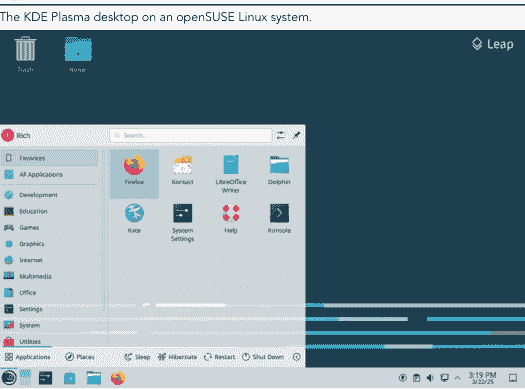 The KDE Plasma desktop on an openSUSE Linux system.
Leap
Trash
Home
Rich
Search...
Favorites
All Applications
Development
Education
Games
Graphics
Internet
Multimedia
Office
Settings
System
Utilities
Firefox
Kontact
LibreOffice
Writer
Dolphin
Kate
System
Settings
Help
Konsole
Applications
Places
Sleep
Hibernate
Restart
Shut Down
3:19 PM
3/22/25